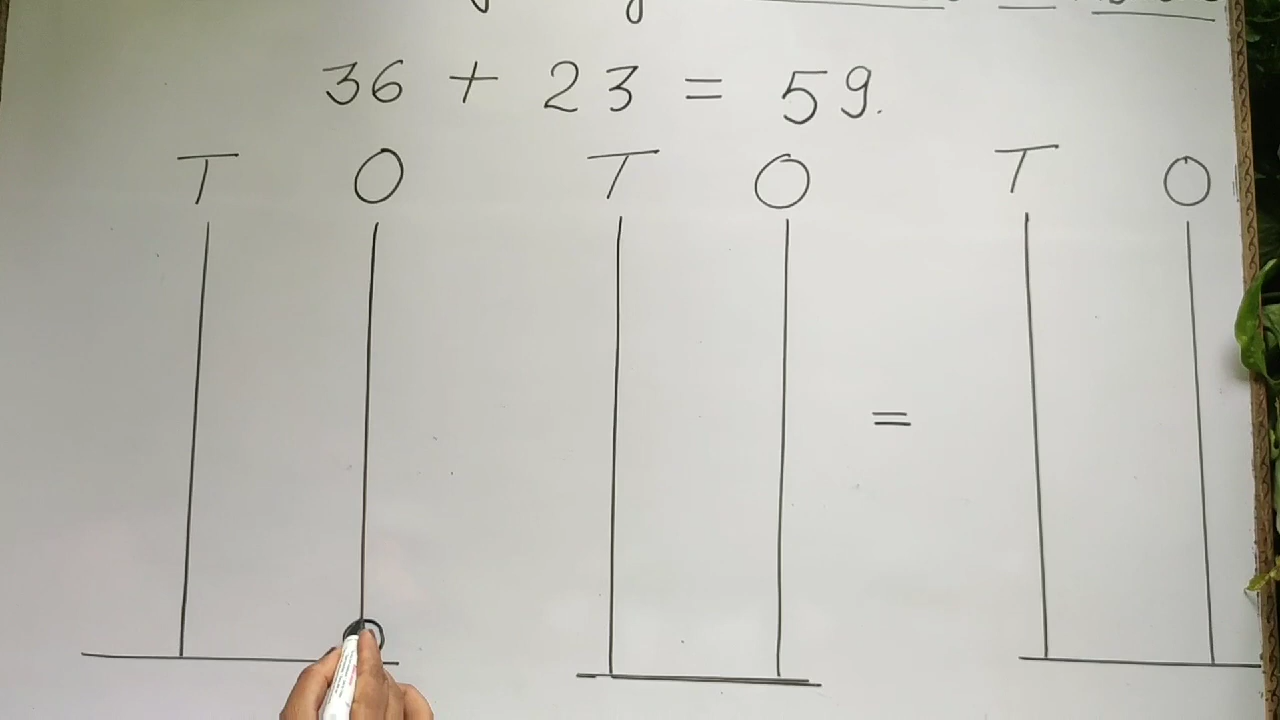 36 + 23 = 59.
T O T O T O
=